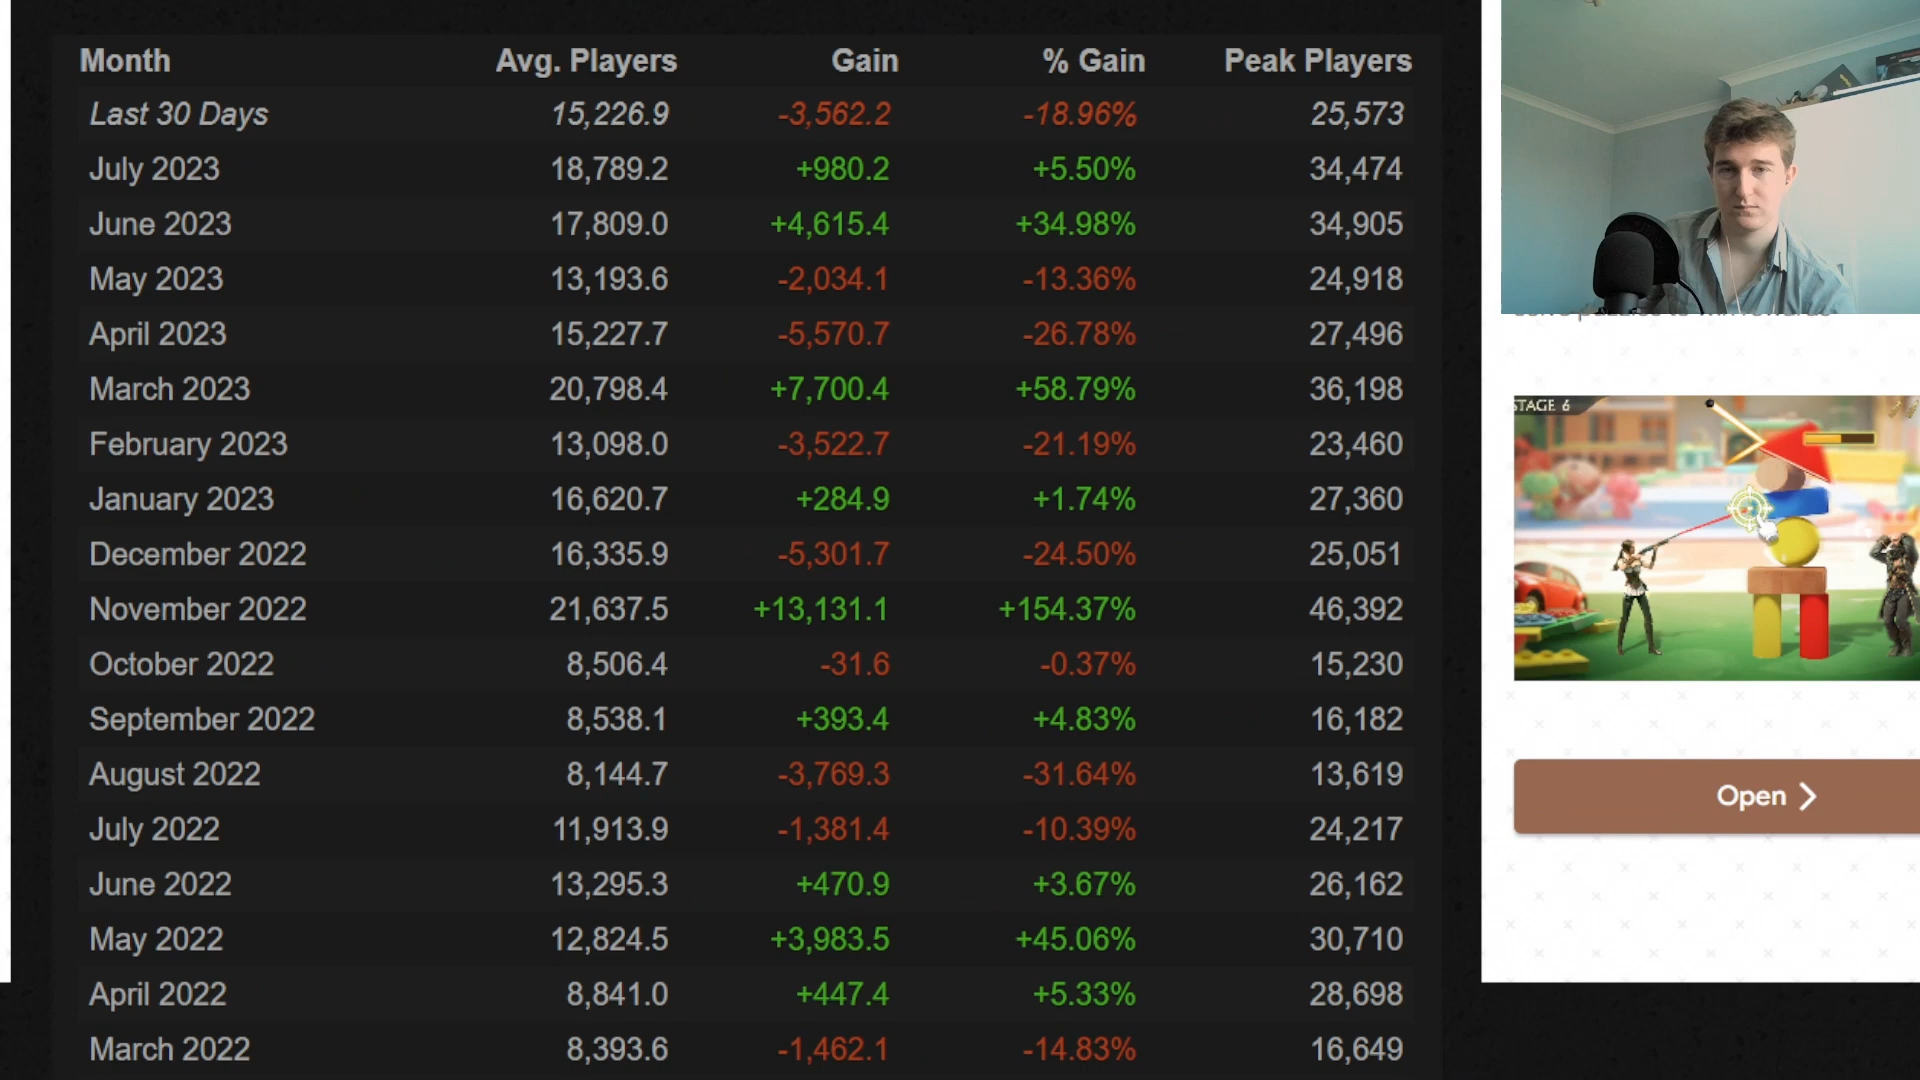 Month Avg. Players Gain % Gain Peak Players
Last 30 Days 15,226.9 -3,562.2 -18.96% 25,573
July 2023 18,789.2 +980.2 +5.50% 34,474
June 2023 17,809.0 +4,615.4 +34.98% 34,905
May 2023 13,193.6 -2,034.1 -13.36% 24,918
April 2023 15,227.7 -5,570.7 -26.78% 27,496
March 2023 20,798.4 +7,700.4 +58.79% 36,198
February 2023 13,098.0 -3,522.7 -21.19% 23,460
January 2023 16,620.7 +284.9 +1.74% 27,360
December 2022 16,335.9 -5,301.7 -24.50% 25,051
November 2022 21,637.5 +13,131.1 +154.37% 46,392
October 2022 8,506.4 -31.6 -0.37% 15,230
September 2022 8,538.1 +393.4 +4.83% 16,182
August 2022 8,144.7 -3,769.3 -31.64% 13,619
July 2022 11,913.9 -1,381.4 -10.39% 24,217
June 2022 13,295.3 +470.9 +3.67% 26,162
May 2022 12,824.5 +3,983.5 +45.06% 30,710
April 2022 8,841.0 +447.4 +5.33% 28,698
March 2022 8,393.6 -1,462.1 -14.83% 16,649
STAGE 6
Open